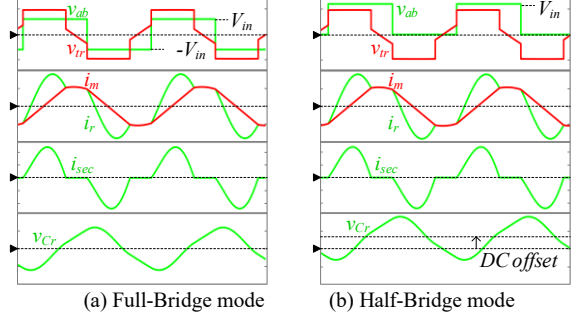 v_ab
V_in
v_tr
-V_in
i_m
i_r
i_sec
v_Cr
(a) Full-Bridge mode
v_ab
V_in
v_tr
i_m
i_r
i_sec
v_Cr
DC offset
(b) Half-Bridge mode